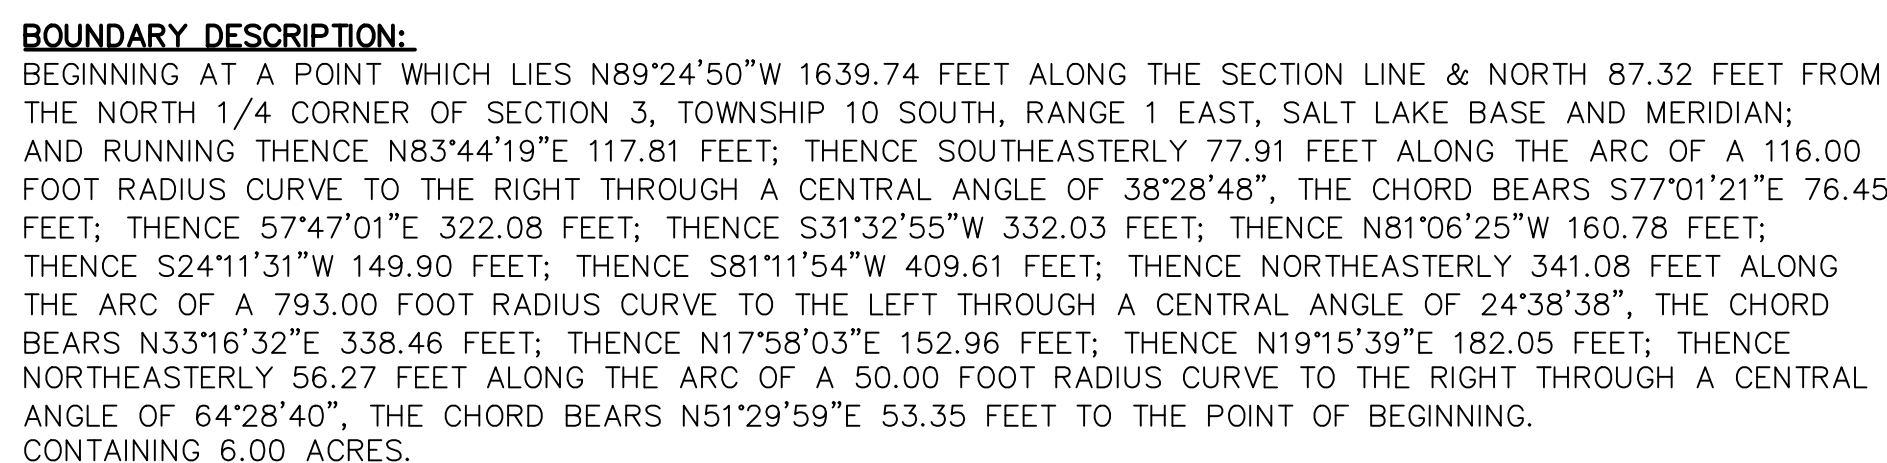 BOUNDARY DESCRIPTION:
BEGINNING AT A POINT WHICH LIES N89°24'50"W 1639.74 FEET ALONG THE SECTION LINE & NORTH 87.32 FEET FROM
THE NORTH 1/4 CORNER OF SECTION 3, TOWNSHIP 10 SOUTH, RANGE 1 EAST, SALT LAKE BASE AND MERIDIAN;
AND RUNNING THENCE N83°44'19"E 117.81 FEET; THENCE SOUTHEASTERLY 77.91 FEET ALONG THE ARC OF A 116.00
FOOT RADIUS CURVE TO THE RIGHT THROUGH A CENTRAL ANGLE OF 38°28'48", THE CHORD BEARS S77°01'21"E 76.45
FEET; THENCE 57°47'01"E 322.08 FEET; THENCE S31°32'55"W 332.03 FEET; THENCE N81°06'25"W 160.78 FEET;
THENCE S24°11'31"W 149.90 FEET; THENCE S81°11'54"W 409.61 FEET; THENCE NORTHEASTERLY 341.08 FEET ALONG
THE ARC OF A 793.00 FOOT RADIUS CURVE TO THE LEFT THROUGH A CENTRAL ANGLE OF 24°38'38", THE CHORD
BEARS N33°16'32"E 338.46 FEET; THENCE N17°58'03"E 152.96 FEET; THENCE N19°15'39"E 182.05 FEET; THENCE
NORTHEASTERLY 56.27 FEET ALONG THE ARC OF A 50.00 FOOT RADIUS CURVE TO THE RIGHT THROUGH A CENTRAL
ANGLE OF 64°28'40", THE CHORD BEARS N51°29'59"E 53.35 FEET TO THE POINT OF BEGINNING.
CONTAINING 6.00 ACRES.